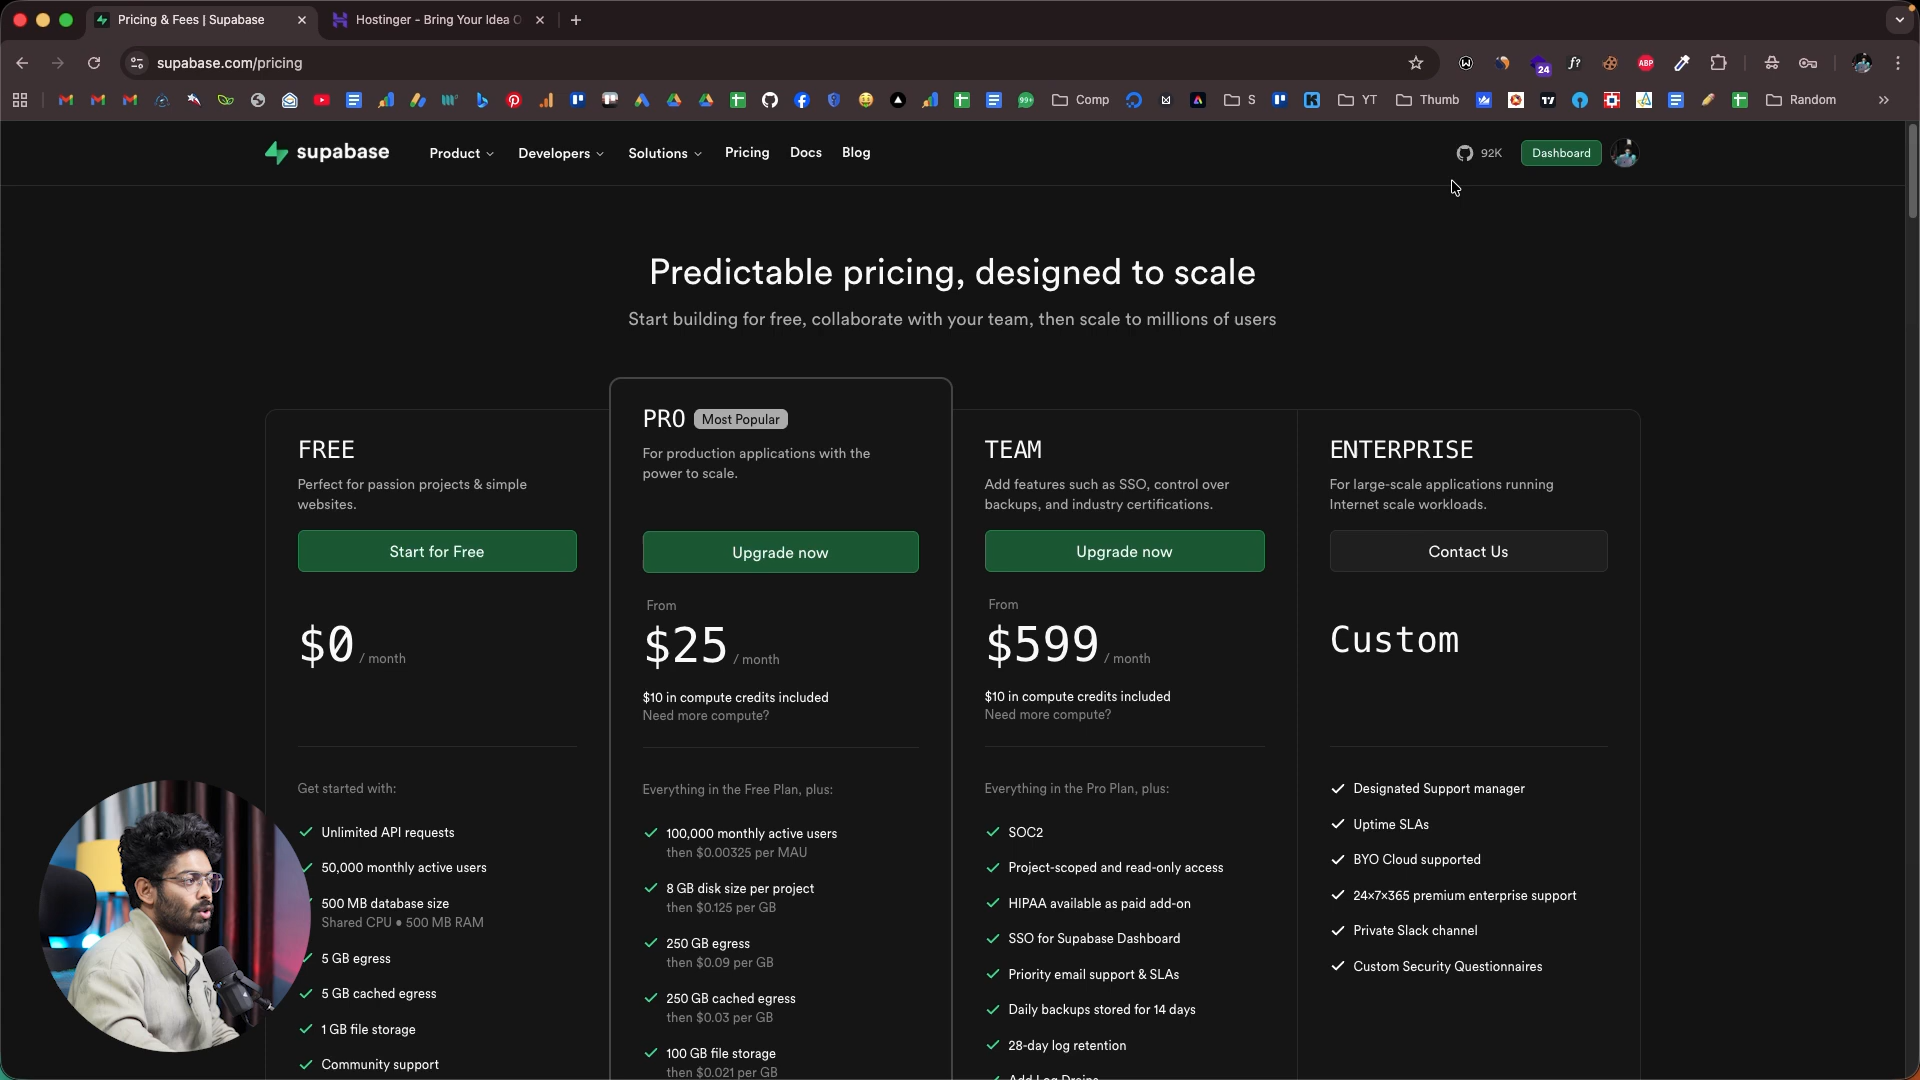 Pricing & Fees | Supabase
Hostinger - Bring Your Idea O
supabase.com/pricing
24
f?
ABP
99+
Comp
S
YT
Thumb
Random
supabase
Product
Developers
Solutions
Pricing
Docs
Blog
92K
Dashboard
Predictable pricing, designed to scale
Start building for free, collaborate with your team, then scale to millions of users
FREE
Perfect for passion projects & simple
websites.
Start for Free
$0 / month
Get started with:
Unlimited API requests
50,000 monthly active users
500 MB database size
Shared CPU • 500 MB RAM
5 GB egress
5 GB cached egress
1 GB file storage
Community support
PRO Most Popular
For production applications with the
power to scale.
Upgrade now
From
$25 / month
$10 in compute credits included
Need more compute?
Everything in the Free Plan, plus:
100,000 monthly active users
then $0.00325 per MAU
8 GB disk size per project
then $0.125 per GB
250 GB egress
then $0.09 per GB
250 GB cached egress
then $0.03 per GB
100 GB file storage
then $0.021 per GB
TEAM
Add features such as SSO, control over
backups, and industry certifications.
Upgrade now
From
$599 / month
$10 in compute credits included
Need more compute?
Everything in the Pro Plan, plus:
SOC2
Project-scoped and read-only access
HIPAA available as paid add-on
SSO for Supabase Dashboard
Priority email support & SLAs
Daily backups stored for 14 days
28-day log retention
Add Log Drains
ENTERPRISE
For large-scale applications running
Internet scale workloads.
Contact Us
Custom
Designated Support manager
Uptime SLAs
BYO Cloud supported
24×7×365 premium enterprise support
Private Slack channel
Custom Security Questionnaires